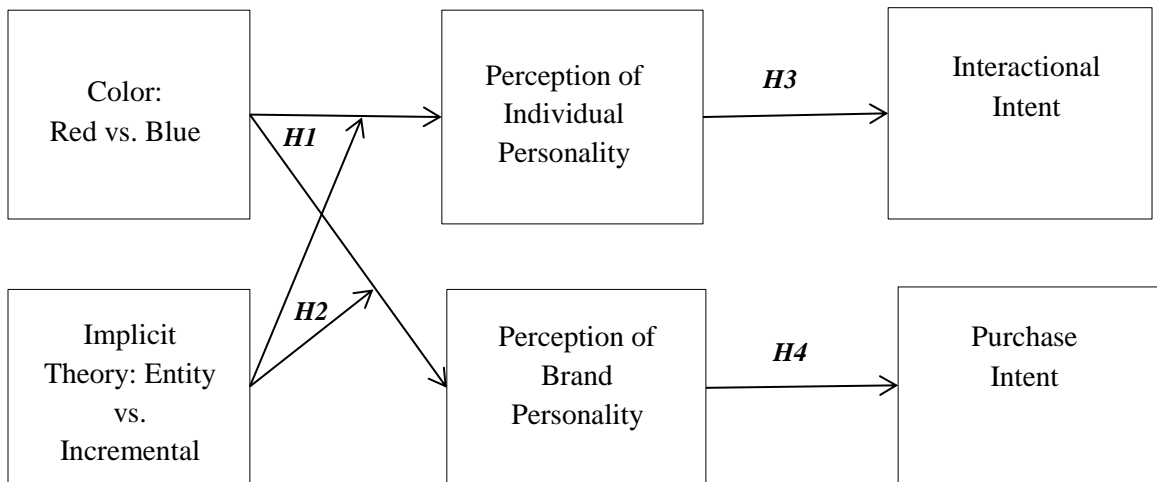 Color:
Red vs. Blue
H1
Perception of
Individual
Personality
H3
Interactional
Intent
Implicit
Theory: Entity
vs.
Incremental
H2
Perception of
Brand
Personality
H4
Purchase
Intent